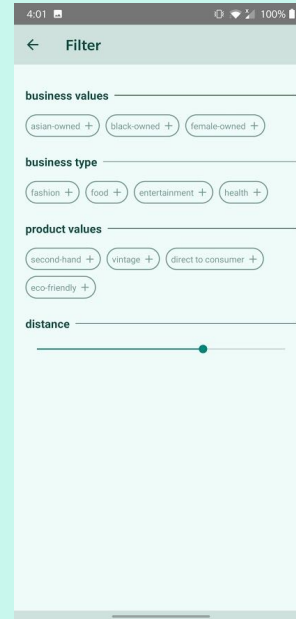 4:01 100%
Filter
business values
asian-owned + black-owned + female-owned +
business type
fashion + food + entertainment + health +
product values
second-hand + vintage + direct to consumer +
eco-friendly +
distance